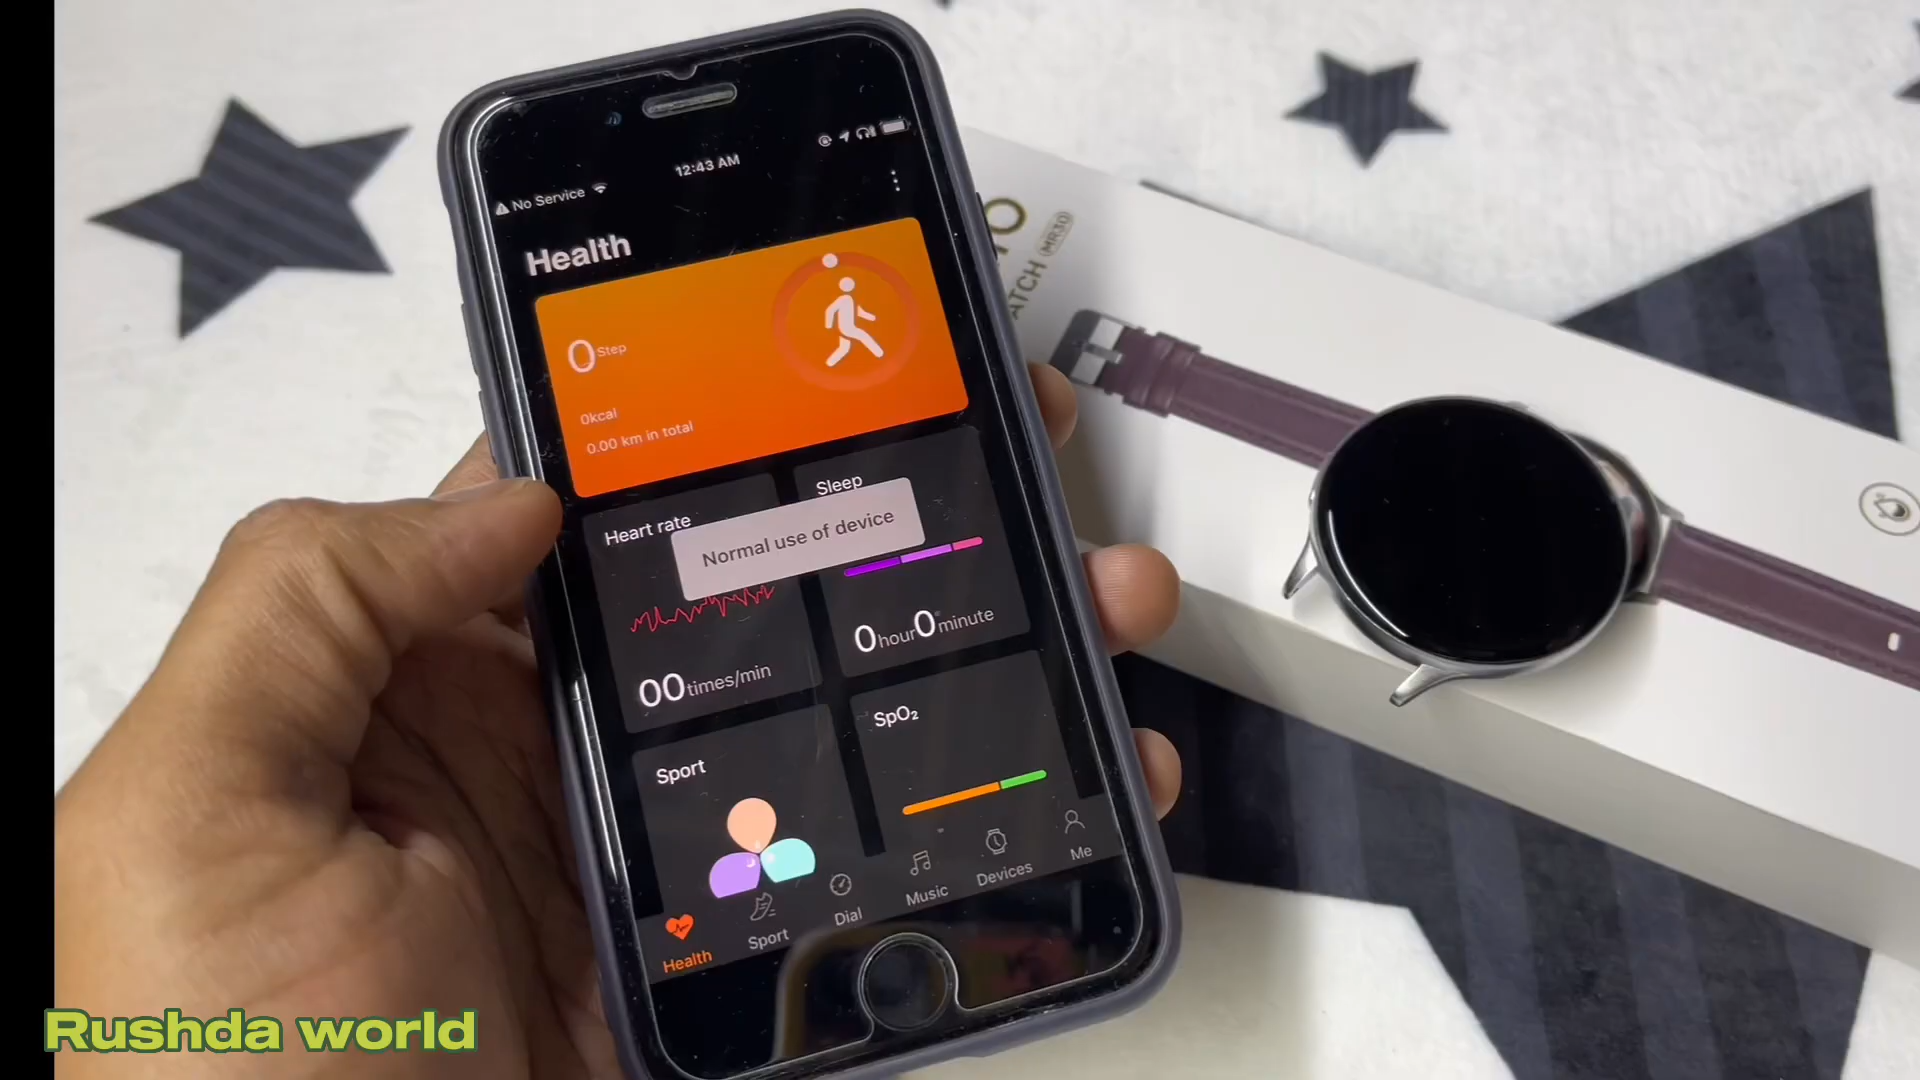 No Service
12:43 AM
Health
0 Step
0kcal
0.00 km in total
Heart rate
Sleep
Normal use of device
00 times/min
0 hour 0 minute
Sport
SpO₂
Health
Sport
Dial
Music
Devices
Me
MR30
Rushda world